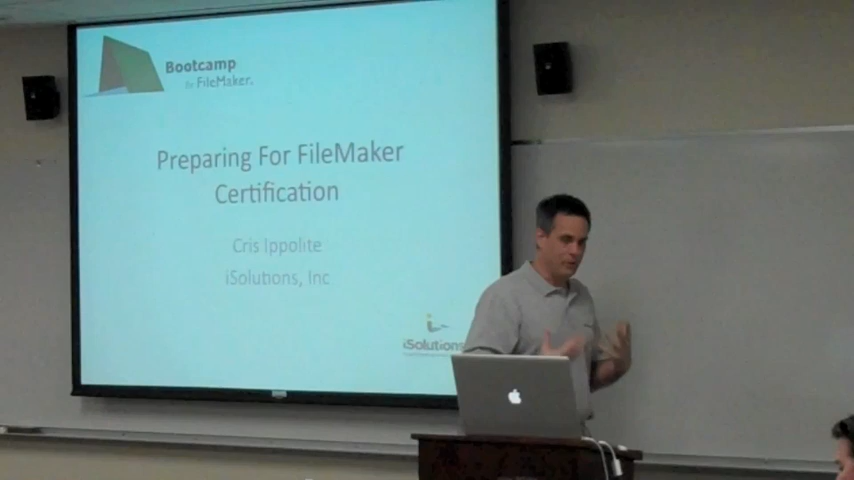 Bootcamp
for FileMaker.
Preparing For FileMaker
Certification
Cris Ippolite
iSolutions, Inc
iSolutions